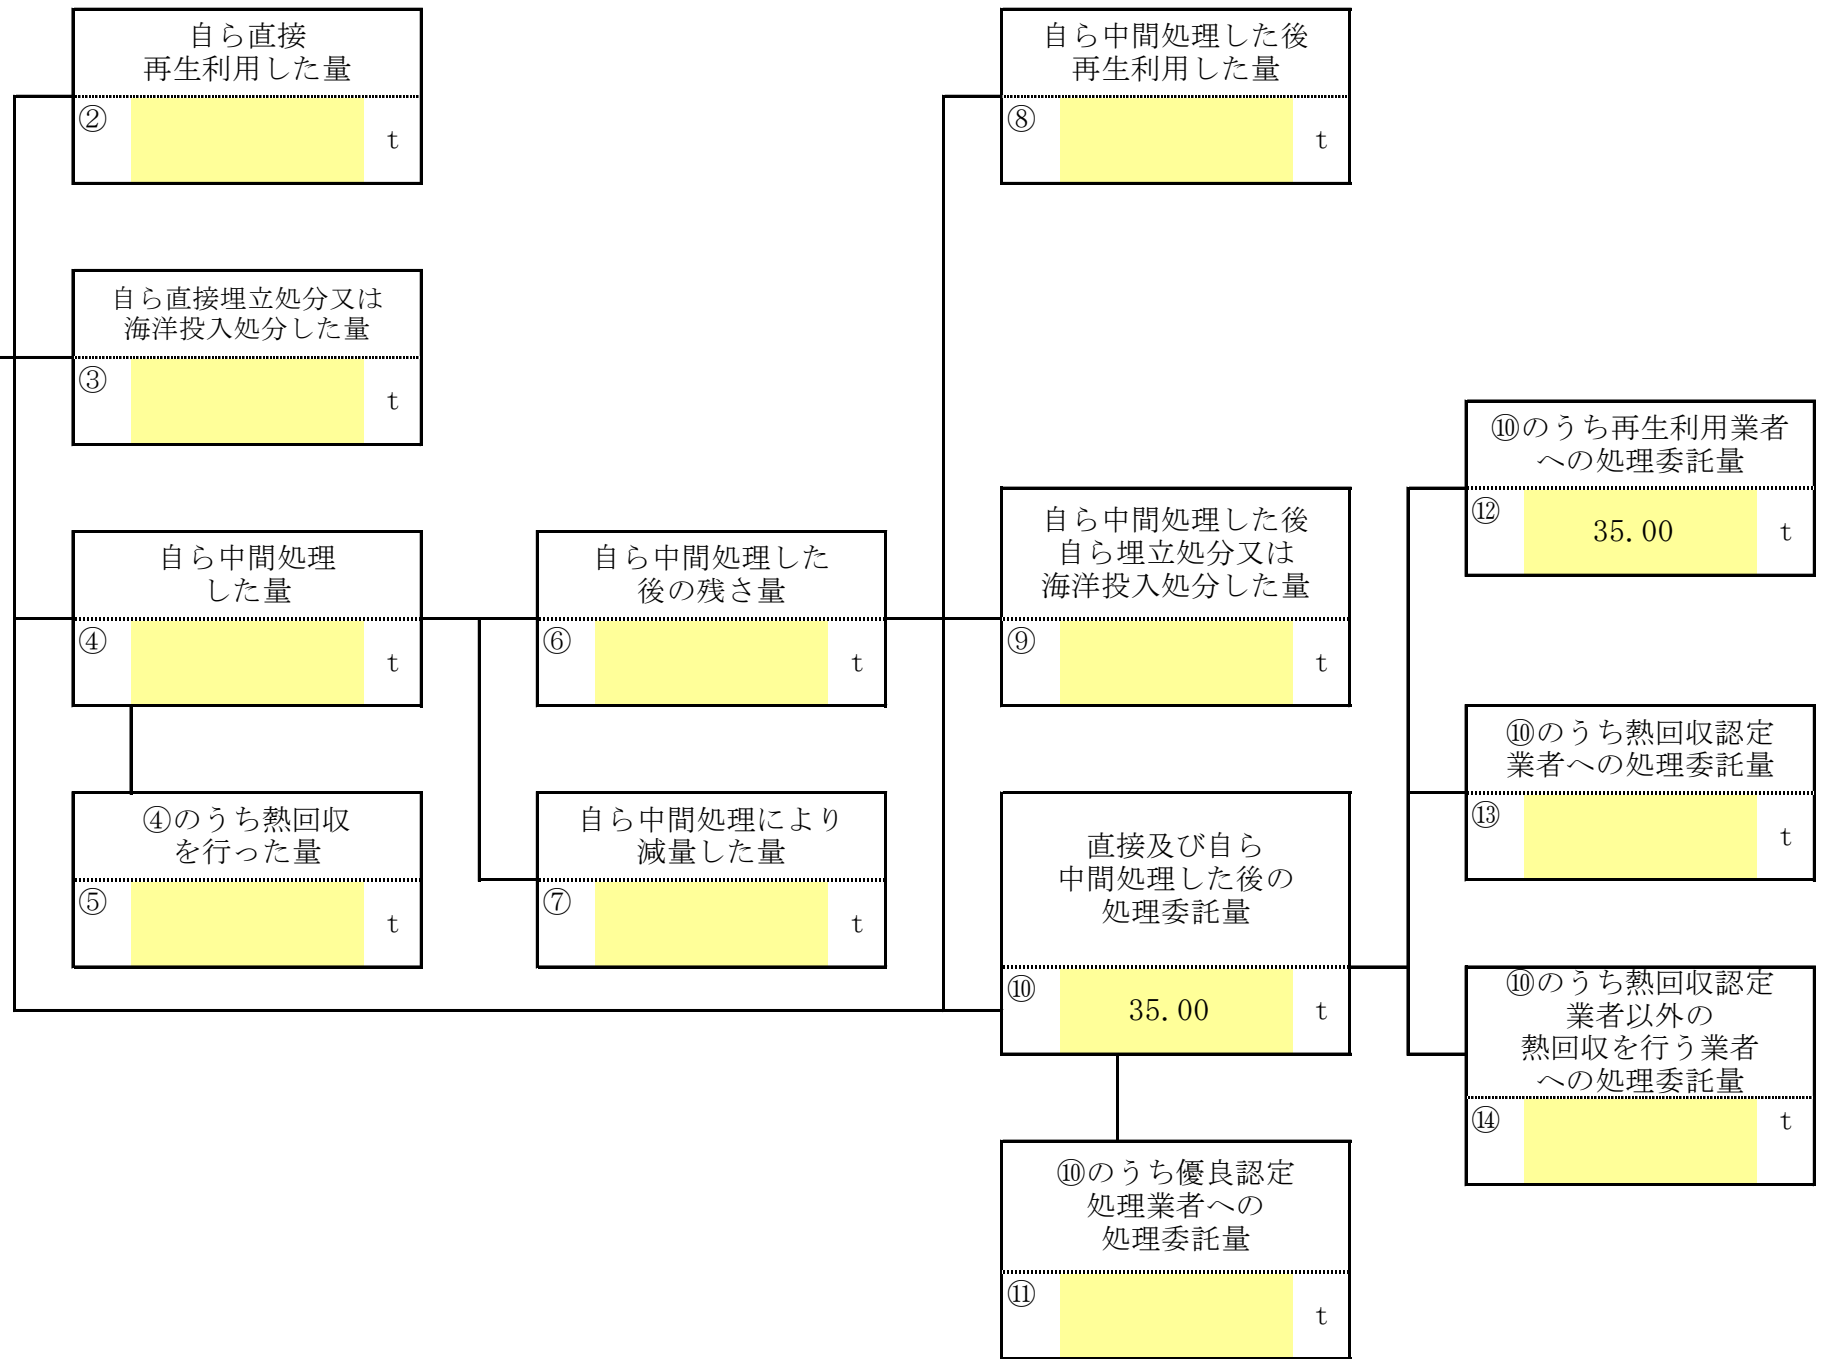 自ら直接
再生利用した量
②
t
自ら中間処理した後
再生利用した量
⑧
t
自ら直接埋立処分又は
海洋投入処分した量
③
t
⑩のうち再生利用業者
への処理委託量
⑫
35.00
t
自ら中間処理した後
自ら埋立処分又は
海洋投入処分した量
⑨
t
自ら中間処理
した量
④
t
自ら中間処理した
後の残さ量
⑥
t
⑩のうち熱回収認定
業者への処理委託量
⑬
t
④のうち熱回収
を行った量
⑤
t
自ら中間処理により
減量した量
⑦
t
直接及び自ら
中間処理した後の
処理委託量
⑩
35.00
t
⑩のうち熱回収認定
業者以外の
熱回収を行う業者
への処理委託量
⑭
t
⑩のうち優良認定
処理業者への
処理委託量
⑪
t